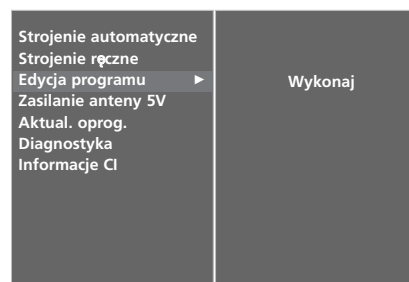 Strojenie automatyczne
Strojenie ręczne
Edycja programu ►
Wykonaj
Zasilanie anteny 5V
Aktual. oprog.
Diagnostyka
Informacje CI